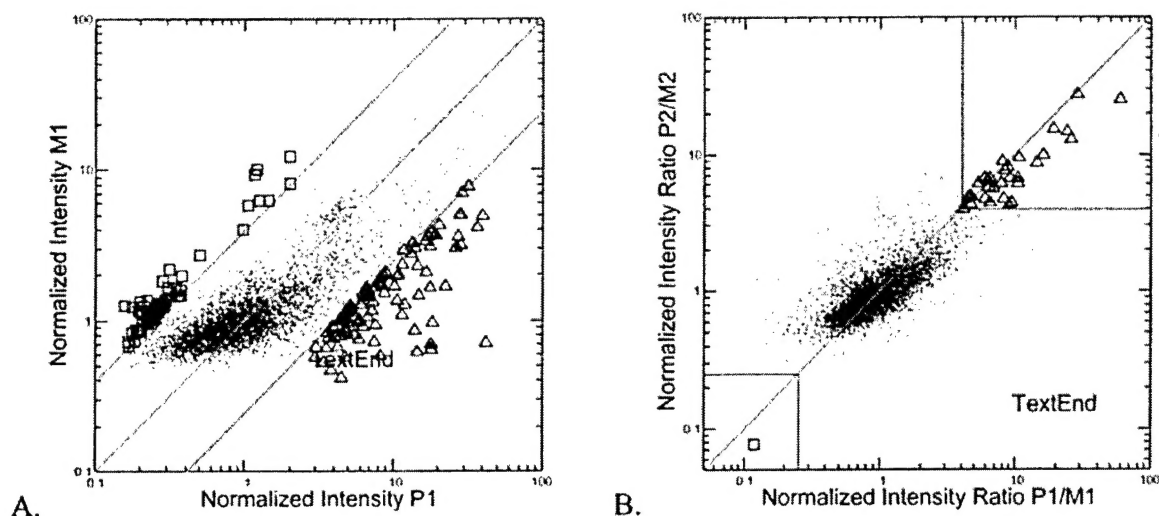 100
10
1
0.1
Normalized Intensity M1
TextEnd
0.1
1
10
100
Normalized Intensity P1
A.
100
10
1
0.1
Normalized Intensity Ratio P2/M2
TextEnd
0.1
1
10
100
Normalized Intensity Ratio P1/M1
B.